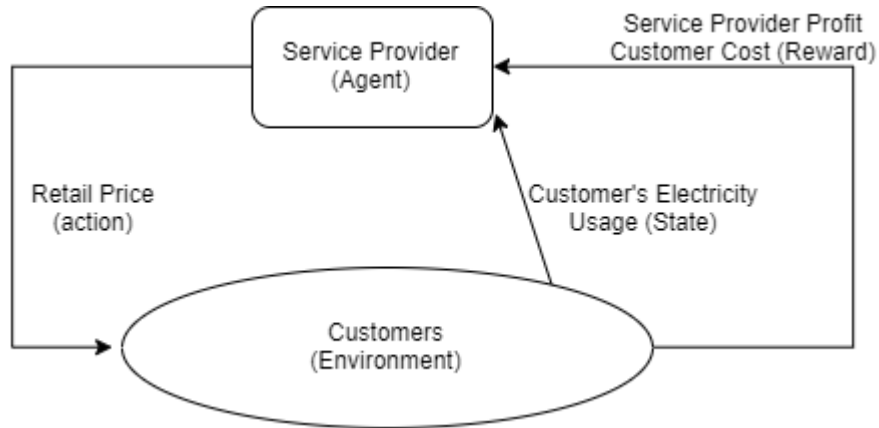 Service Provider
(Agent)
Service Provider Profit
Customer Cost (Reward)
Retail Price
(action)
Customer's Electricity
Usage (State)
Customers
(Environment)